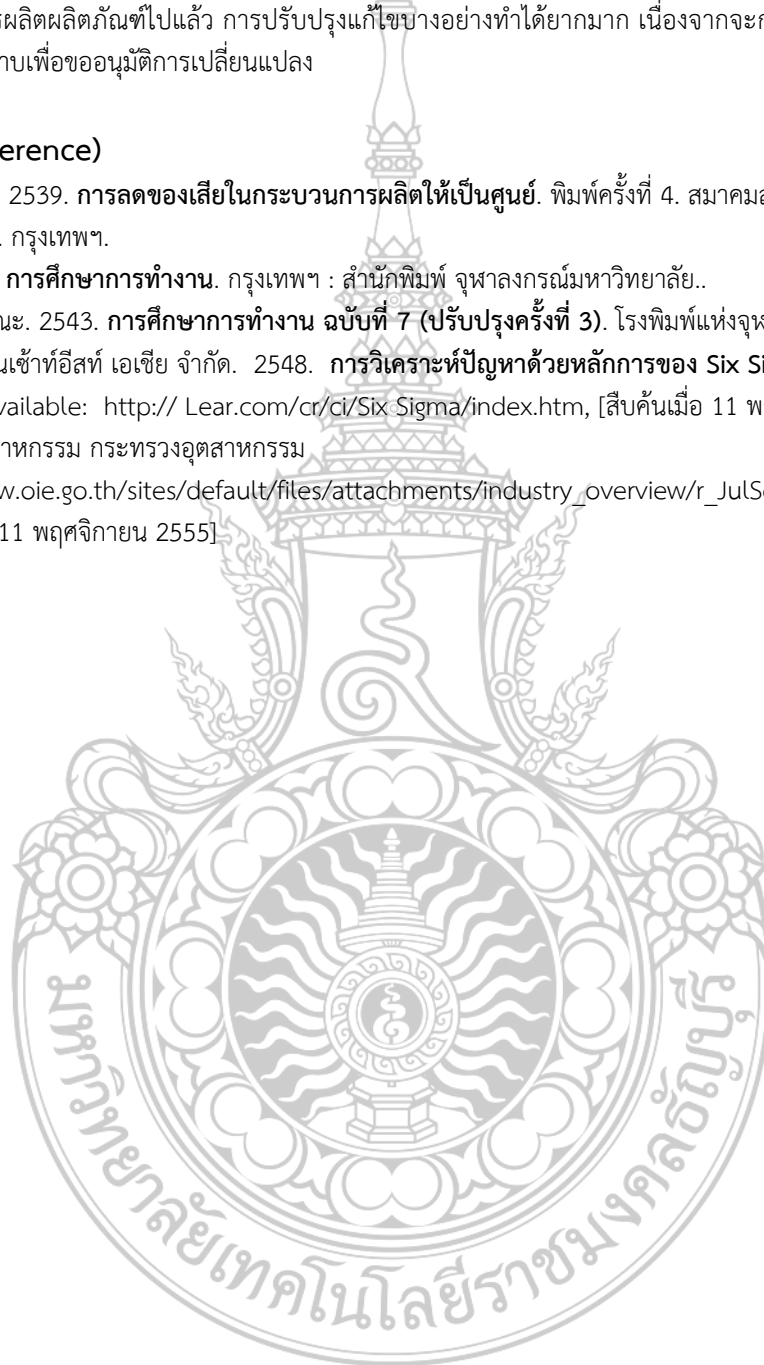 รผลิตผลิตภัณฑ์ไปแล้ว การปรับปรุงแก้ไขบางอย่างทำได้ยากมาก เนื่องจากจะก
าบเพื่อขออนุมัติการเปลี่ยนแปลง
erence)
2539. การลดของเสียในกระบวนการผลิตให้เป็นศูนย์. พิมพ์ครั้งที่ 4. สมาคมส
. กรุงเทพฯ.
การศึกษาการทำงาน. กรุงเทพฯ : สำนักพิมพ์ จุฬาลงกรณ์มหาวิทยาลัย..
ณะ. 2543. การศึกษาการทำงาน ฉบับที่ 7 (ปรับปรุงครั้งที่ 3). โรงพิมพ์แห่งจุฬ
นเซ้าท์อีสท์ เอเชีย จำกัด. 2548. การวิเคราะห์ปัญหาด้วยหลักการของ Six Si
vailable: http:// Lear.com/cr/ci/Six Sigma/index.htm, [สืบค้นเมื่อ 11 พ
าหกรรม กระทรวงอุตสาหกรรม
w.oie.go.th/sites/default/files/attachments/industry_overview/r_JulSe
11 พฤศจิกายน 2555]
มหาวิทยาลัยเทคโนโลยีราชมงคลธัญบุรี